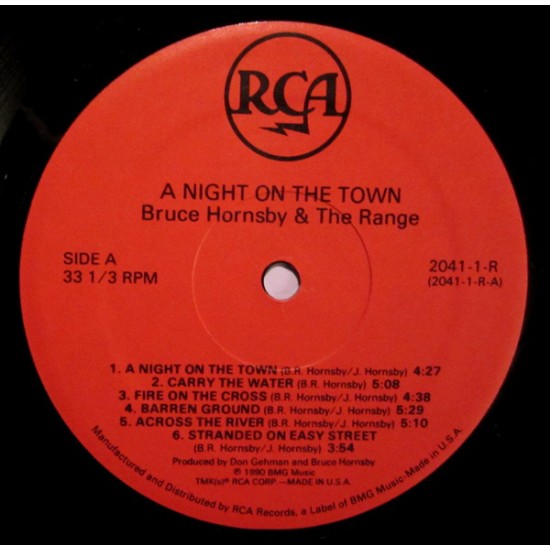 RCA
A NIGHT ON THE TOWN
Bruce Hornsby & The Range
SIDE A
33 1/3 RPM
2041-1-R
(2041-1-R-A)
1. A NIGHT ON THE TOWN (B.R. Hornsby/J. Hornsby) 4:27
2. CARRY THE WATER (B.R. Hornsby) 5:08
3. FIRE ON THE CROSS (B.R. Hornsby/J. Hornsby) 4:38
4. BARREN GROUND (B.R. Hornsby/J. Hornsby) 5:29
5. ACROSS THE RIVER (B.R. Hornsby/J. Hornsby) 5:10
6. STRANDED ON EASY STREET
(B.R. Hornsby/J. Hornsby) 3:54
Produced by Don Gehman and Bruce Hornsby
℗ 1990 BMG Music
TMK(s)® RCA CORP.—MADE IN U.S.A.
Manufactured and Distributed by RCA Records, a Label of BMG Music-Made in U.S.A.